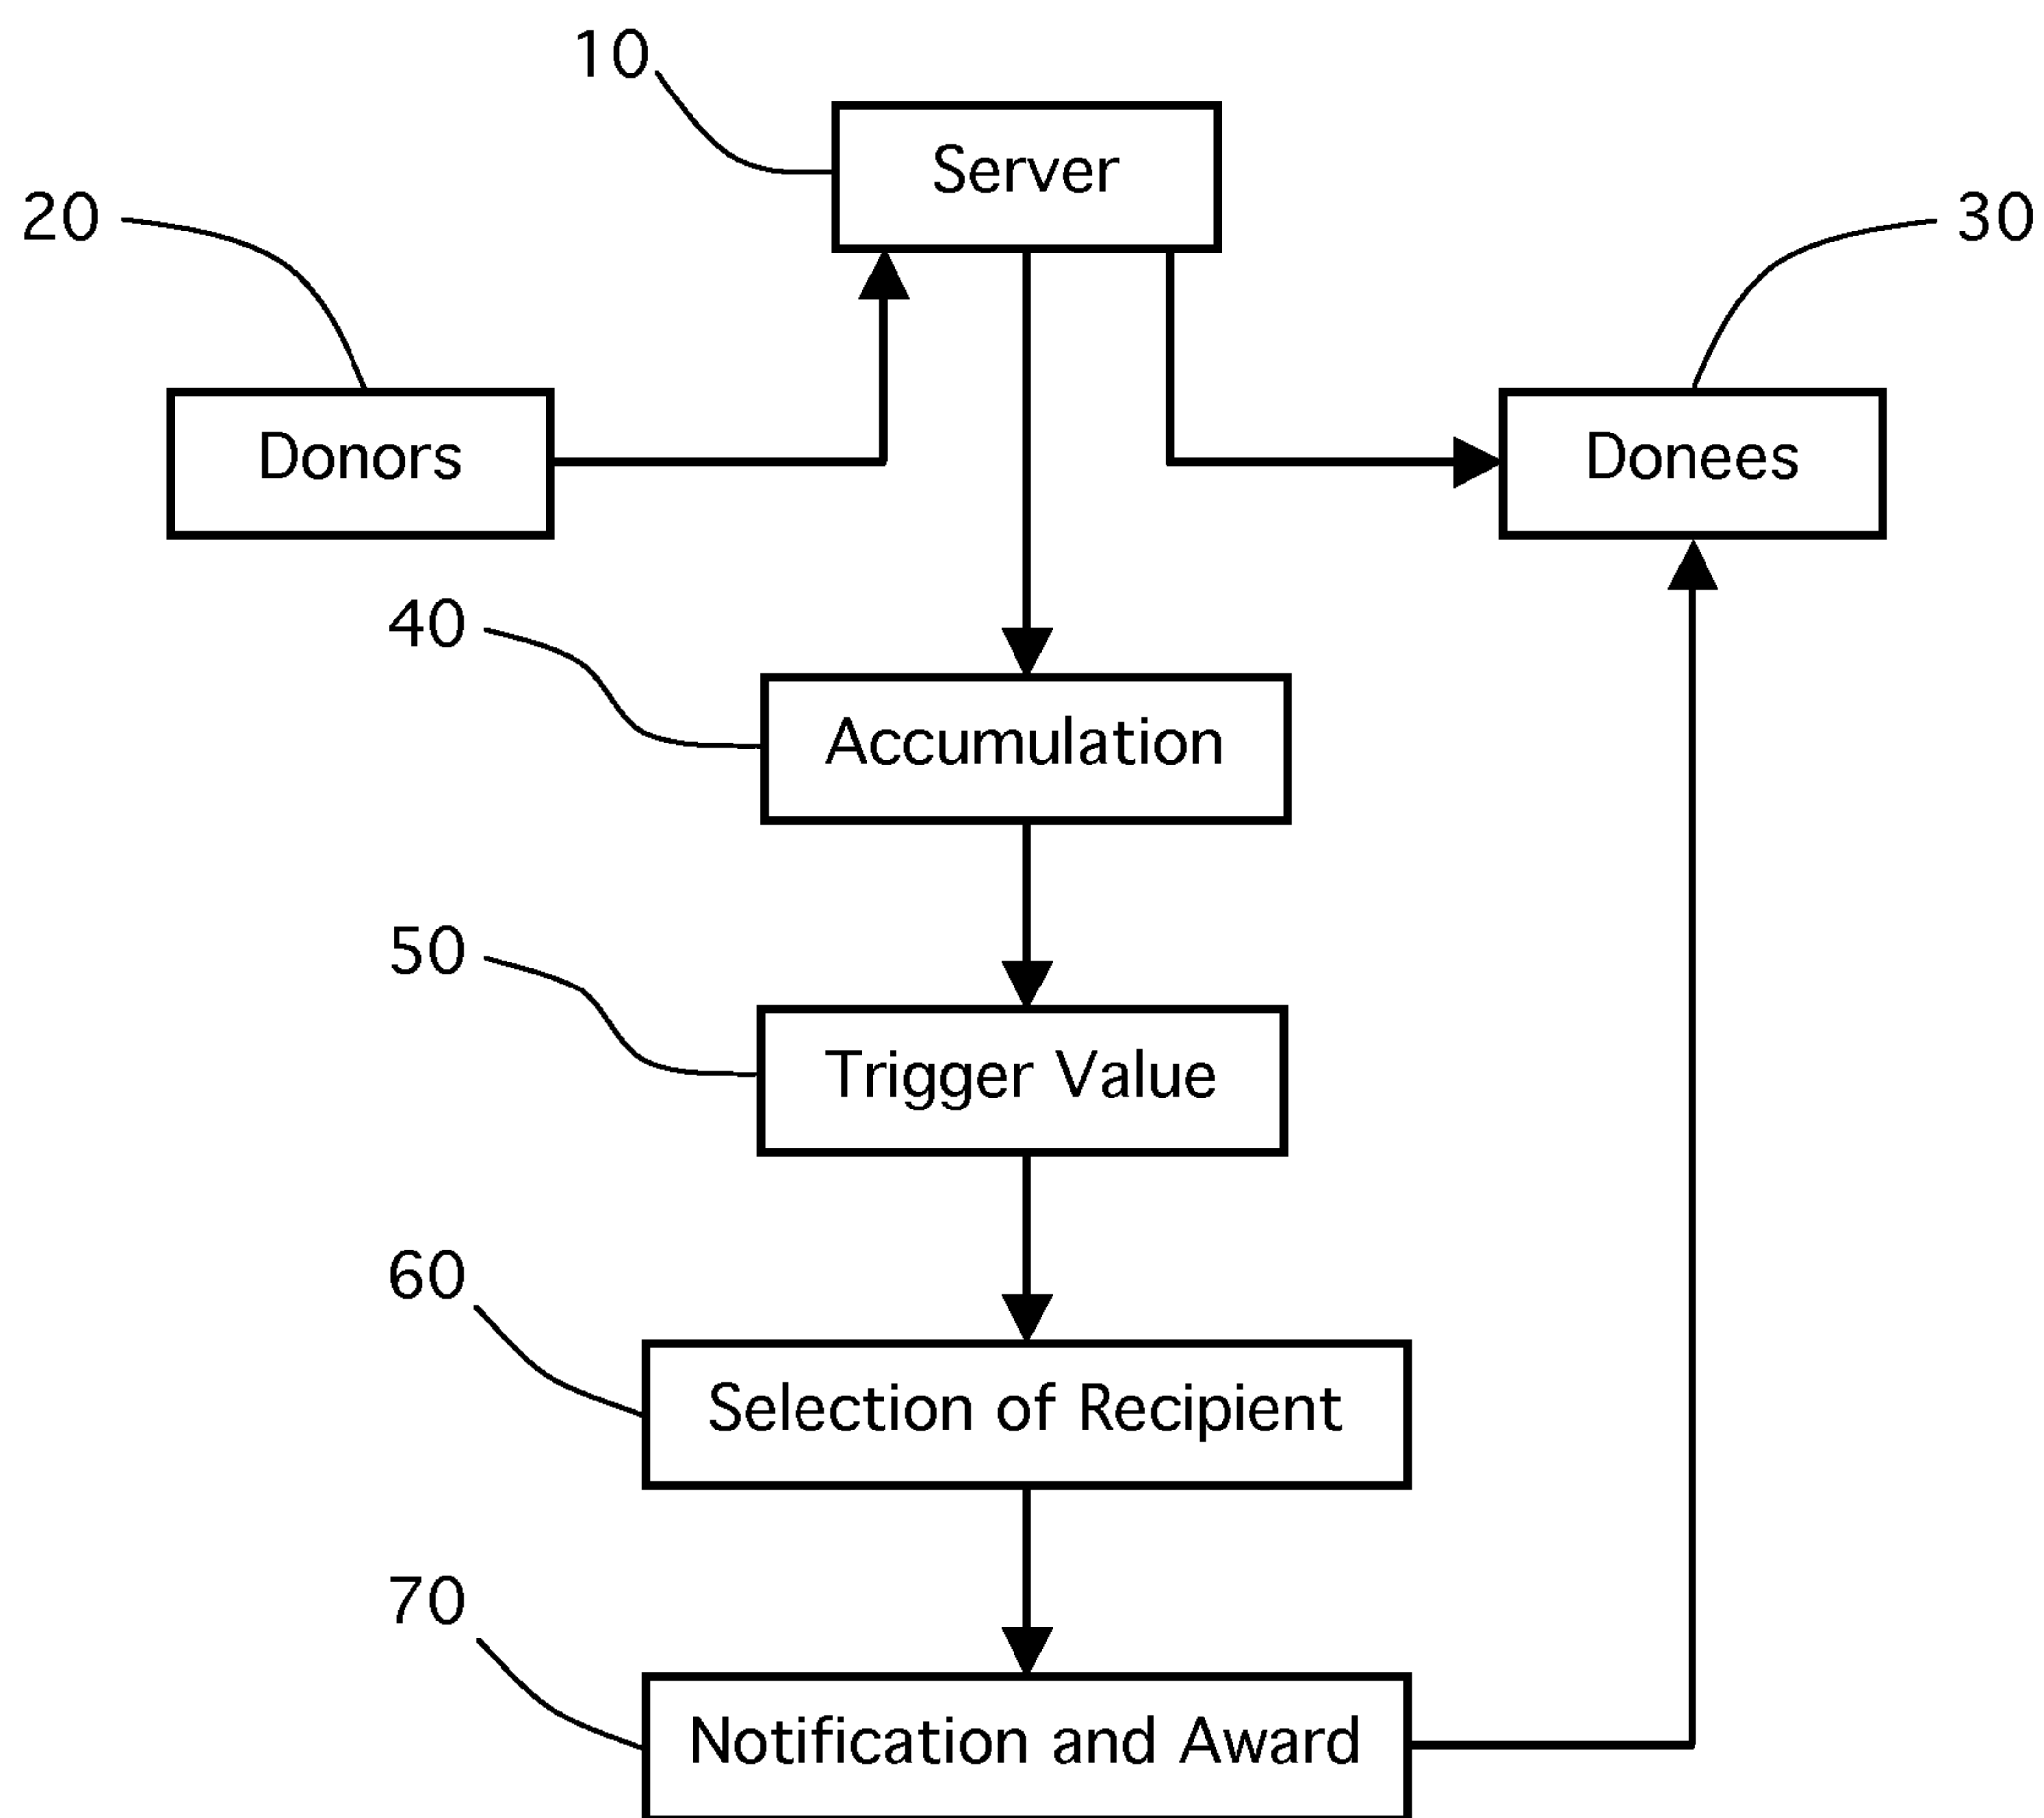 10
Server
20
30
Donors
Donees
40
Accumulation
50
Trigger Value
60
Selection of Recipient
70
Notification and Award